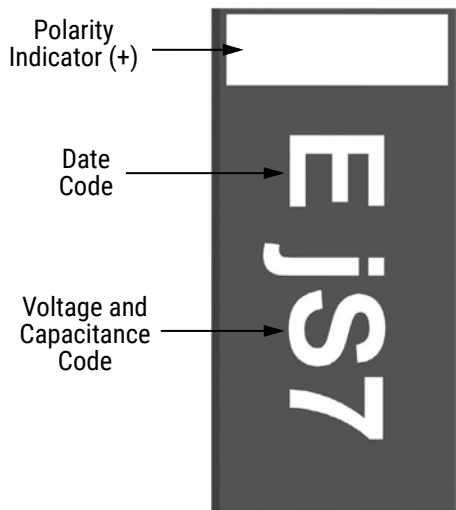 Polarity
Indicator (+)
Date
Code
Voltage and
Capacitance
Code
E jS7